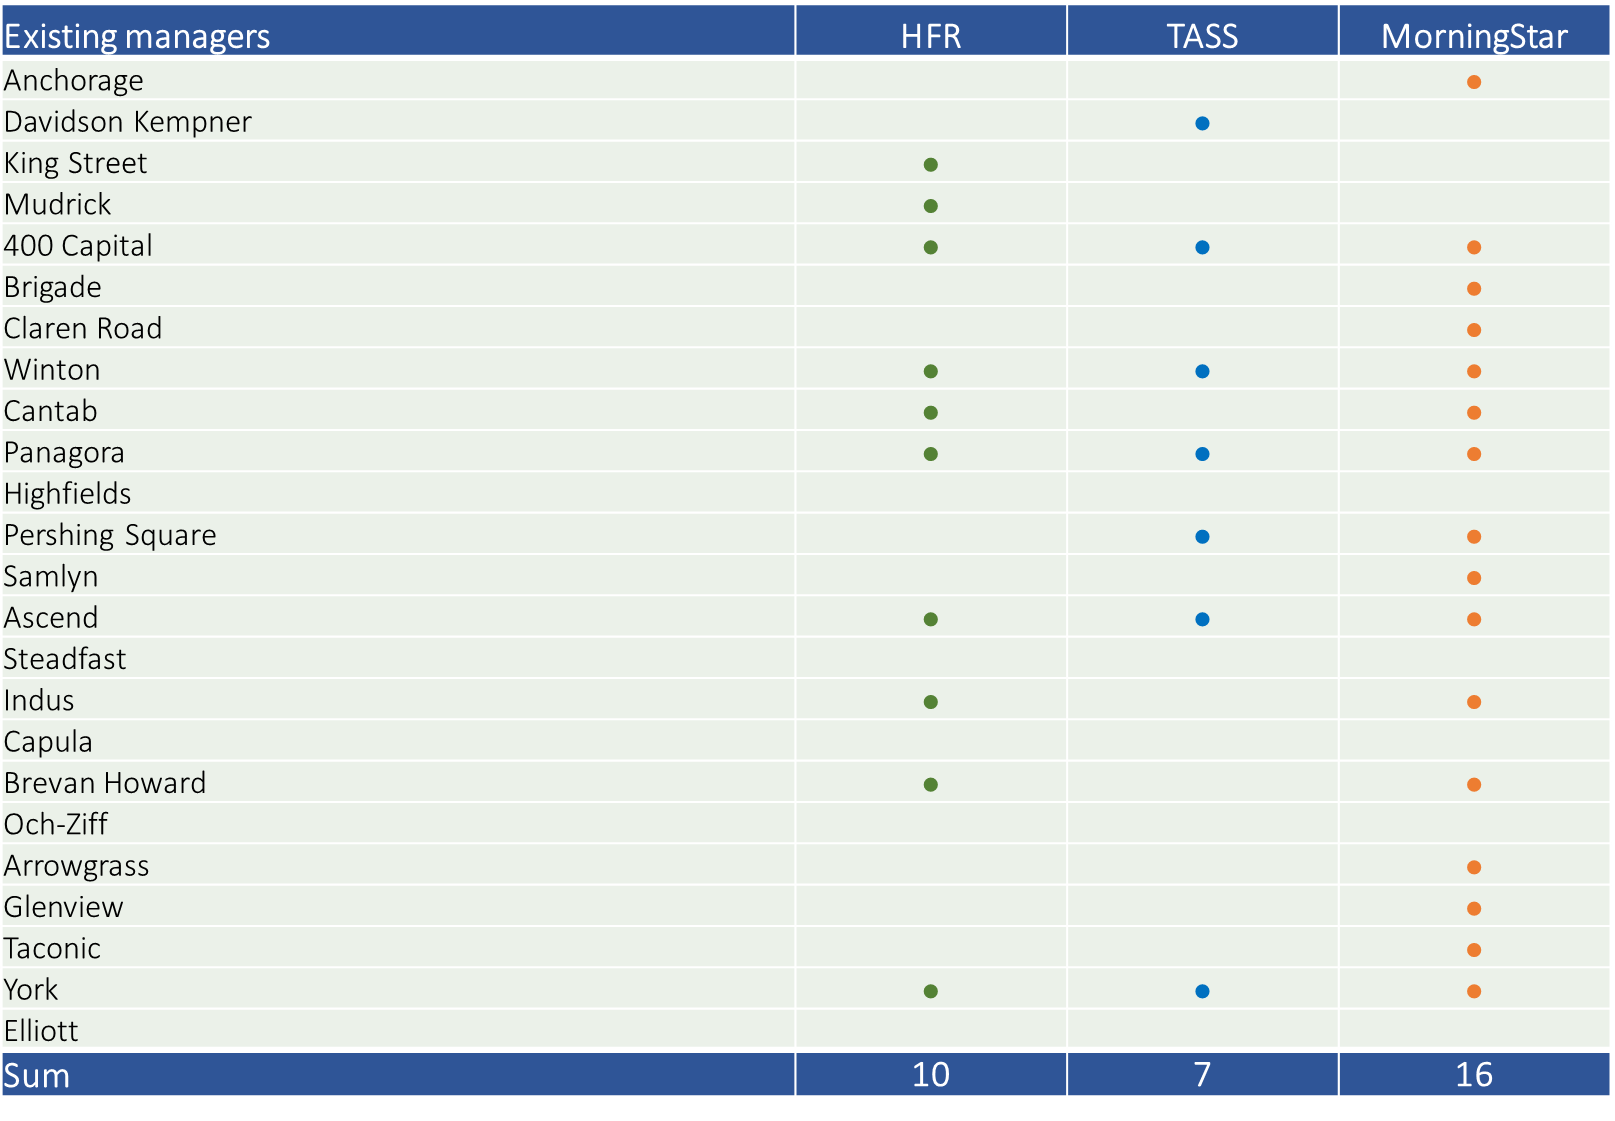 Existing managers HFR TASS MorningStar
Anchorage ●
Davidson Kempner ●
King Street ●
Mudrick ●
400 Capital ● ● ●
Brigade ●
Claren Road ●
Winton ● ● ●
Cantab ● ●
Panagora ● ● ●
Highfields
Pershing Square ● ●
Samlyn ●
Ascend ● ● ●
Steadfast
Indus ● ●
Capula
Brevan Howard ● ●
Och-Ziff
Arrowgrass ●
Glenview ●
Taconic ●
York ● ● ●
Elliott
Sum 10 7 16